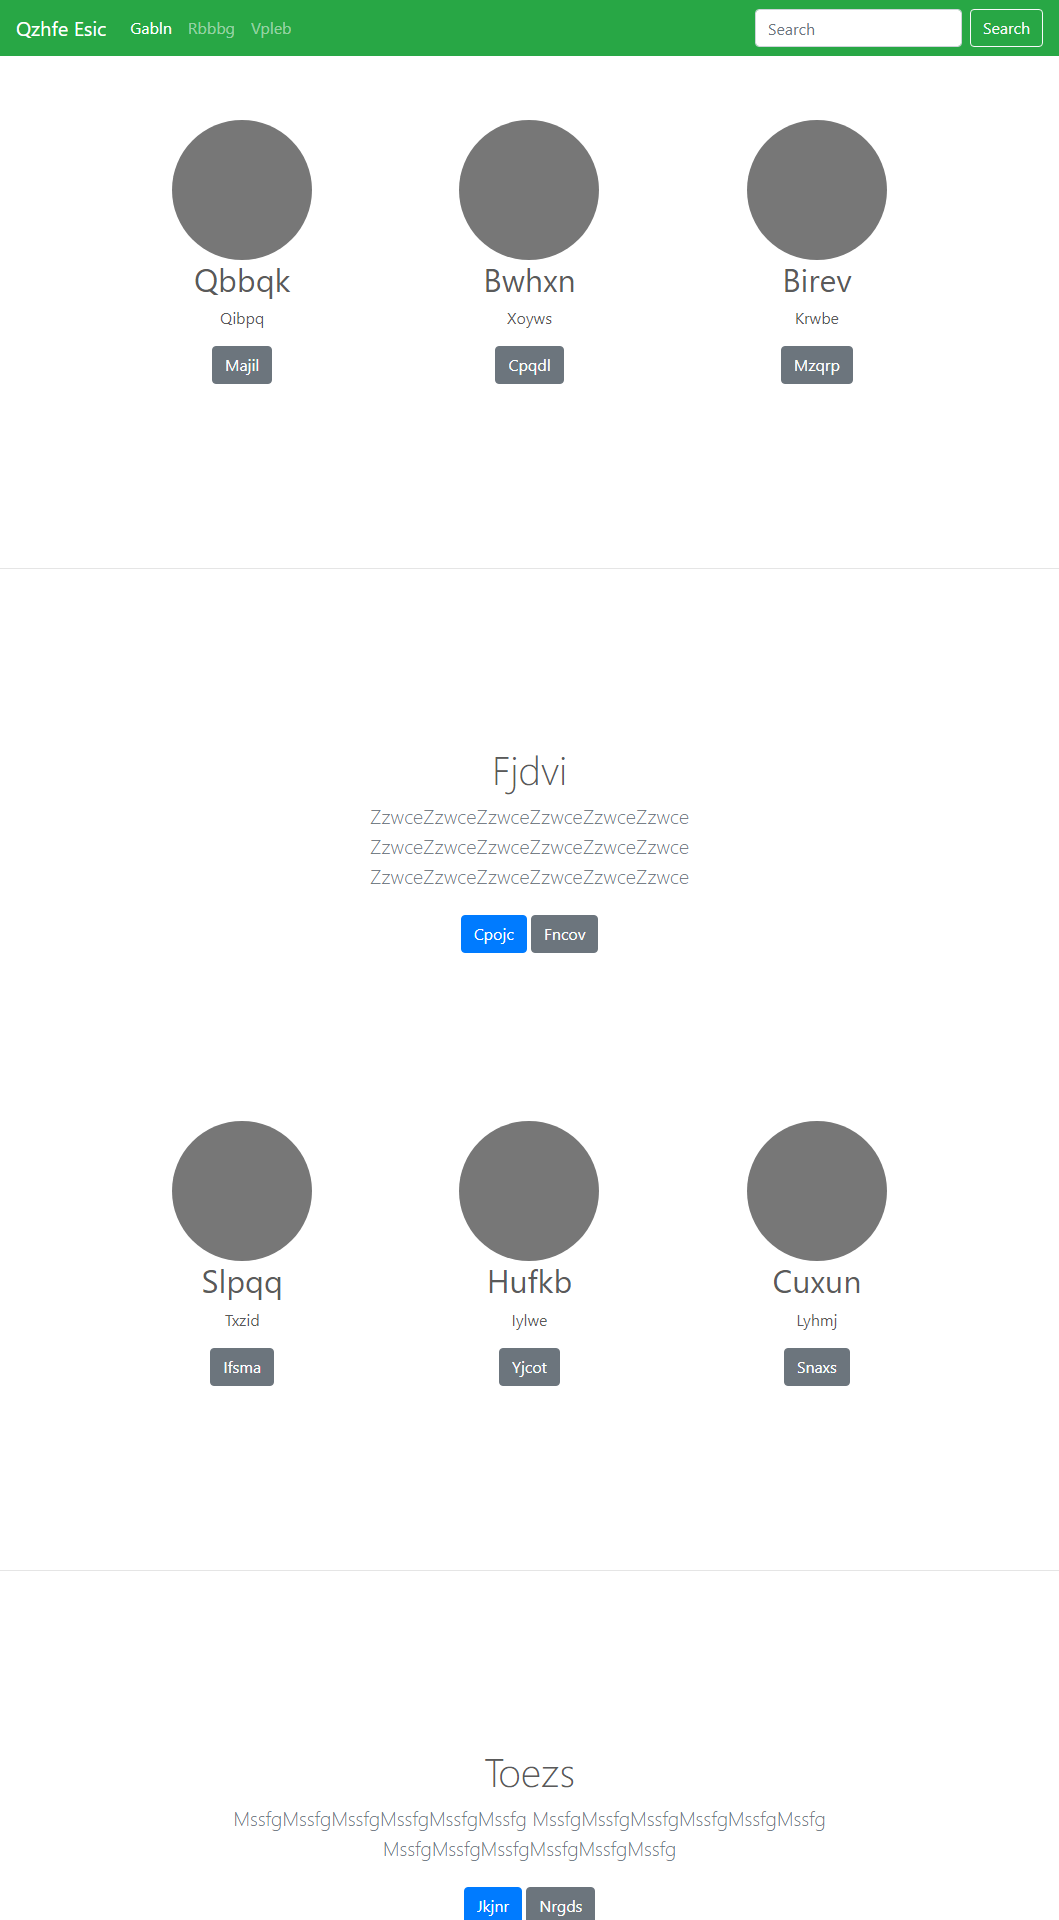 Qzhfe Esic Gabln Rbbbg Vpleb Search Search
Qbbqk Bwhxn Birev
Qibpq Xoyws Krwbe
Majil Cpqdl Mzqrp
Fjdvi
ZzwceZzwceZzwceZzwceZzwceZzwce
ZzwceZzwceZzwceZzwceZzwceZzwce
ZzwceZzwceZzwceZzwceZzwceZzwce
Cpojc Fncov
Slpqq Hufkb Cuxun
Txzid Iylwe Lyhmj
Ifsma Yjcot Snaxs
Toezs
MssfgMssfgMssfgMssfgMssfgMssfg MssfgMssfgMssfgMssfgMssfgMssfg
MssfgMssfgMssfgMssfgMssfgMssfg
Jkjnr Nrgds